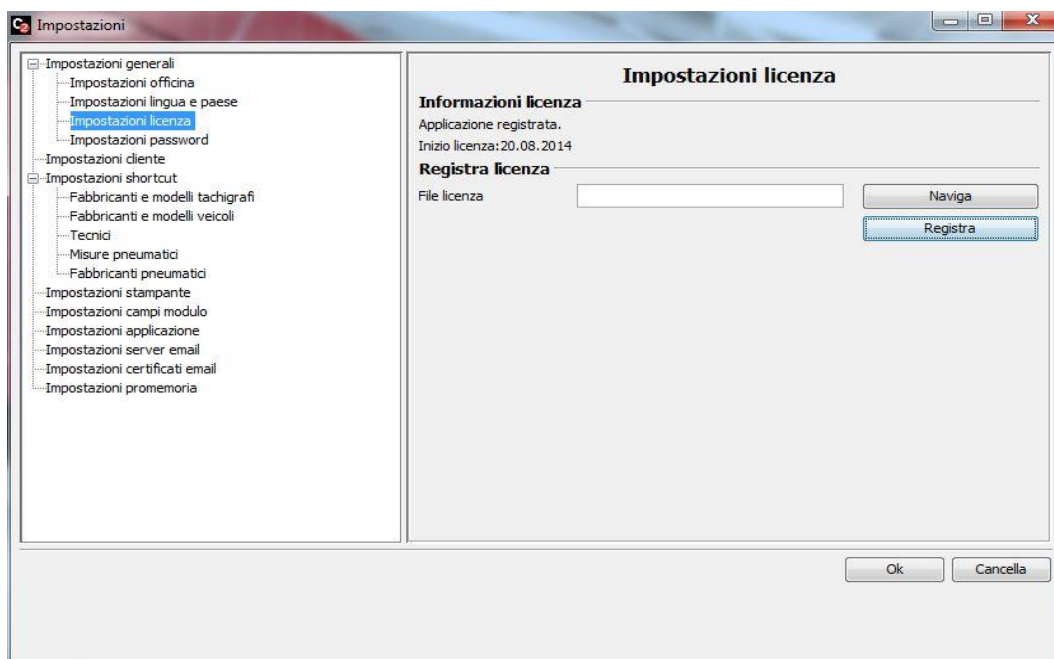 C2 Impostazioni
Impostazioni generali
Impostazioni officina
Impostazioni lingua e paese
Impostazioni licenza
Impostazioni password
Impostazioni cliente
Impostazioni shortcut
Fabbricanti e modelli tachigrafi
Fabbricanti e modelli veicoli
Tecnici
Misure pneumatici
Fabbricanti pneumatici
Impostazioni stampante
Impostazioni campi modulo
Impostazioni applicazione
Impostazioni server email
Impostazioni certificati email
Impostazioni promemoria
Impostazioni licenza
Informazioni licenza
Applicazione registrata.
Inizio licenza:20.08.2014
Registra licenza
File licenza
Naviga
Registra
Ok
Cancella